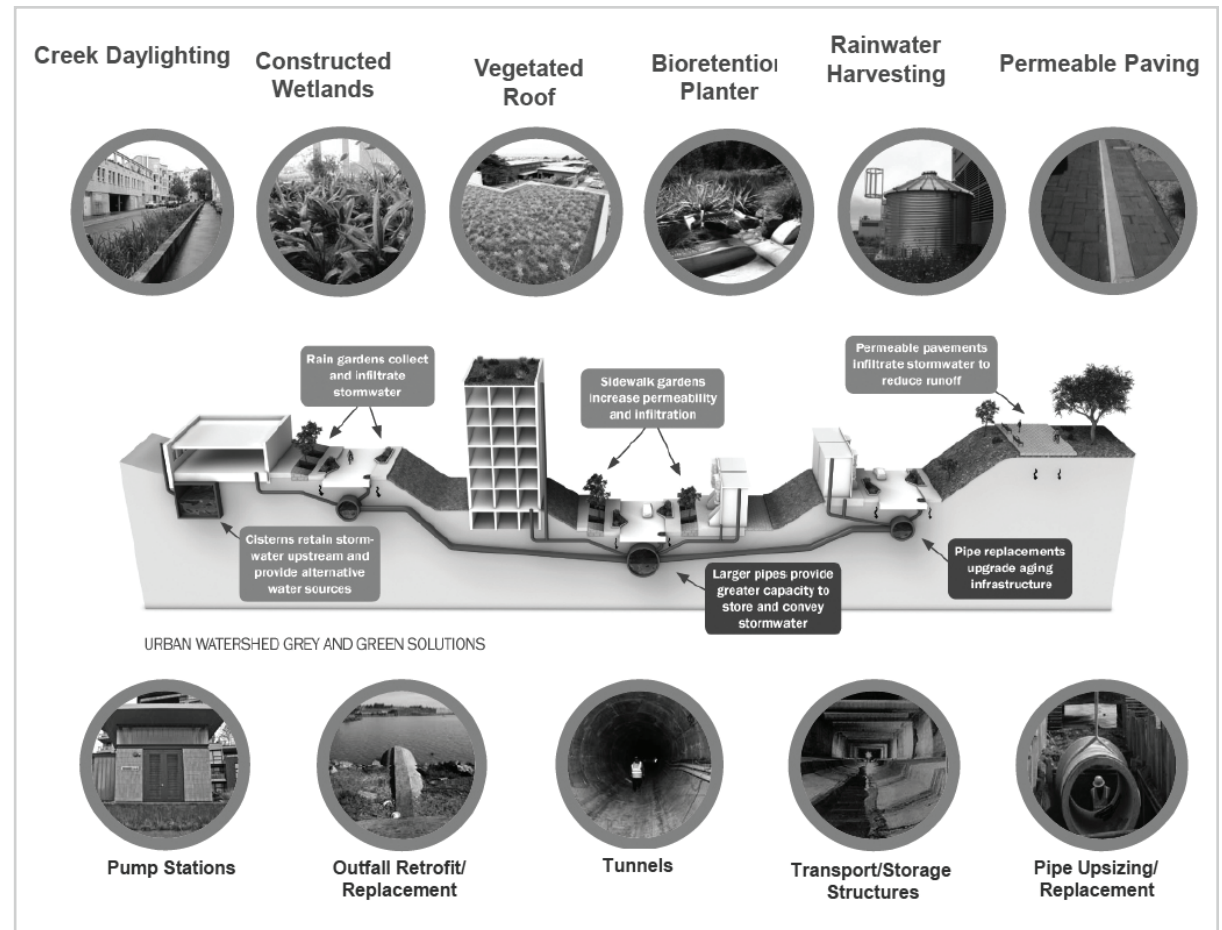 Creek Daylighting
Constructed
Wetlands
Vegetated
Roof
Bioretention
Planter
Rainwater
Harvesting
Permeable Paving
Rain gardens collect
and infiltrate
stormwater
Sidewalk gardens
increase permeability
and infiltration
Permeable pavements
infiltrate stormwater to
reduce runoff
Cisterns retain storm-
water upstream and
provide alternative
water sources
Larger pipes provide
greater capacity to
store and convey
stormwater
Pipe replacements
upgrade aging
infrastructure
URBAN WATERSHED GREY AND GREEN SOLUTIONS
Pump Stations
Outfall Retrofit/
Replacement
Tunnels
Transport/Storage
Structures
Pipe Upsizing/
Replacement